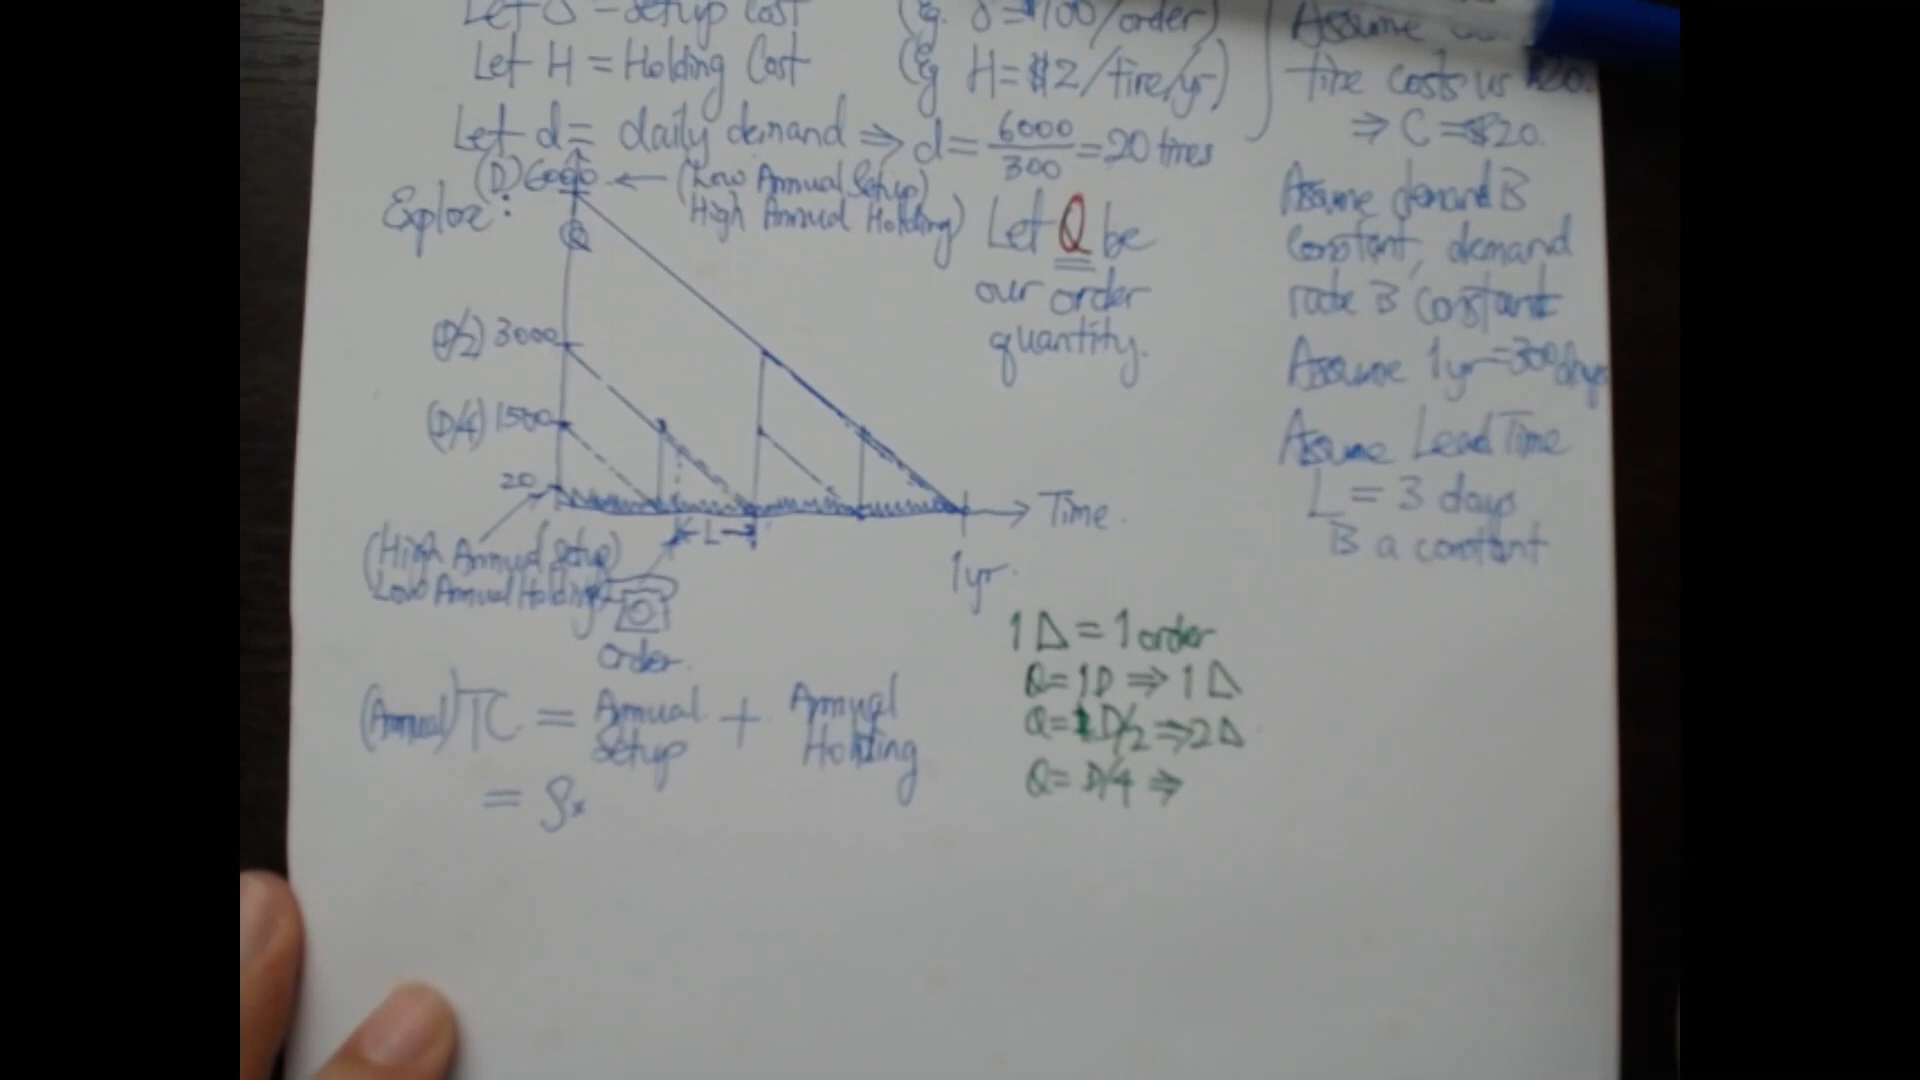 Let S = Setup Cost (Eg. S = $100/order)
Let H = Holding Cost (Eg H = $2/tire/yr)
Let d = daily demand ⇒ d = 6000/300 = 20 tires
Assume
tire costs us $20.
⇒ C = $20.
Assume demand is
constant, demand
rate is constant
Assume 1yr = 300 days
Assume Lead Time
L = 3 days
is a constant
Explore:
(D) 6000 ← (Low Annual Setup)
High Annual Holding)
Q
Let Q be
our order
quantity.
(D/2) 3000
(D/4) 1500
20
Time.
L
1yr.
(High Annual Setup)
Low Annual Holding
order.
(Annual) TC = Annual Setup + Annual Holding
= S×
1 Δ = 1 order
Q = 1D ⇒ 1 Δ
Q = D/2 ⇒ 2 Δ
Q = D/4 ⇒